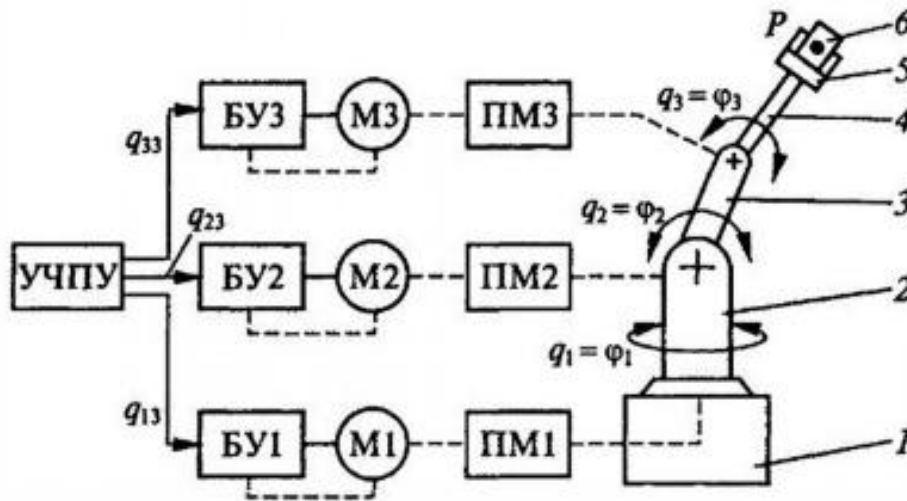 P
6
5
q₃ = φ₃
4
БУ3
М3
ПМ3
q₃₃
3
q₂₃
q₂ = φ₂
УЧПУ
БУ2
М2
ПМ2
2
q₁ = φ₁
q₁₃
БУ1
М1
ПМ1
1